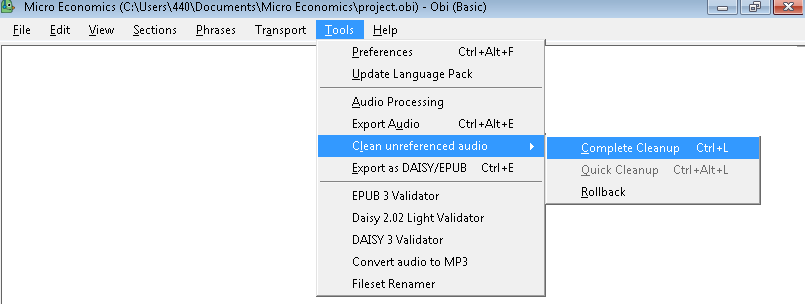 Micro Economics (C:\Users\440\Documents\Micro Economics\project.obi) - Obi (Basic)
File Edit View Sections Phrases Transport Tools Help
Preferences Ctrl+Alt+F
Update Language Pack
Audio Processing
Export Audio Ctrl+Alt+E
Clean unreferenced audio
Complete Cleanup Ctrl+L
Export as DAISY/EPUB Ctrl+E
Quick Cleanup Ctrl+Alt+L
Rollback
EPUB 3 Validator
Daisy 2.02 Light Validator
DAISY 3 Validator
Convert audio to MP3
Fileset Renamer